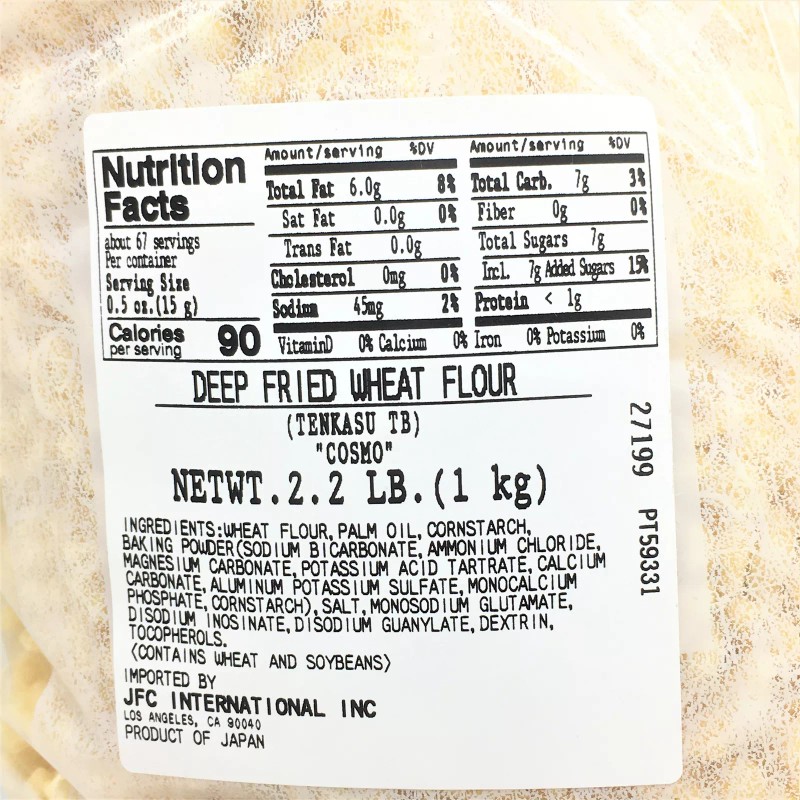 Nutrition
Facts
about 67 servings
Per container
Serving Size
0.5 oz.(15 g)
Calories
per serving
90
Amount/serving %DV
Total Fat 6.0g 8%
Sat Fat 0.0g 0%
Trans Fat 0.0g
Cholesterol 0mg 0%
Sodium 45mg 2%
Amount/serving %DV
Total Carb. 7g 3%
Fiber 0g 0%
Total Sugars 7g
Incl. 7g Added Sugars 15%
Protein < 1g
VitaminD 0% Calcium 0% Iron 0% Potassium 0%
DEEP FRIED WHEAT FLOUR
(TENKASU TB)
"COSMO"
NETWT.2.2 LB.(1 kg)
INGREDIENTS:WHEAT FLOUR, PALM OIL, CORNSTARCH,
BAKING POWDER(SODIUM BICARBONATE, AMMONIUM CHLORIDE,
MAGNESIUM CARBONATE, POTASSIUM ACID TARTRATE, CALCIUM
CARBONATE, ALUMINUM POTASSIUM SULFATE, MONOCALCIUM
PHOSPHATE, CORNSTARCH), SALT, MONOSODIUM GLUTAMATE,
DISODIUM INOSINATE, DISODIUM GUANYLATE, DEXTRIN,
TOCOPHEROLS.
(CONTAINS WHEAT AND SOYBEANS)
IMPORTED BY
JFC INTERNATIONAL INC
LOS ANGELES, CA 90040
PRODUCT OF JAPAN
27199 PT59331